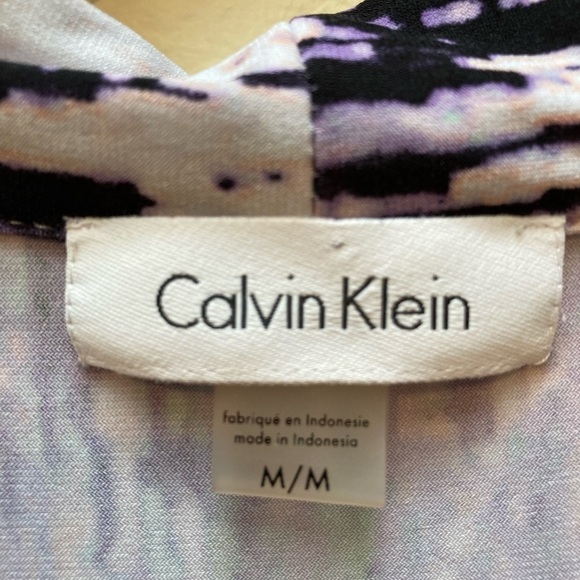 Calvin Klein
fabriqué en Indonesie
made in Indonesia
M/M